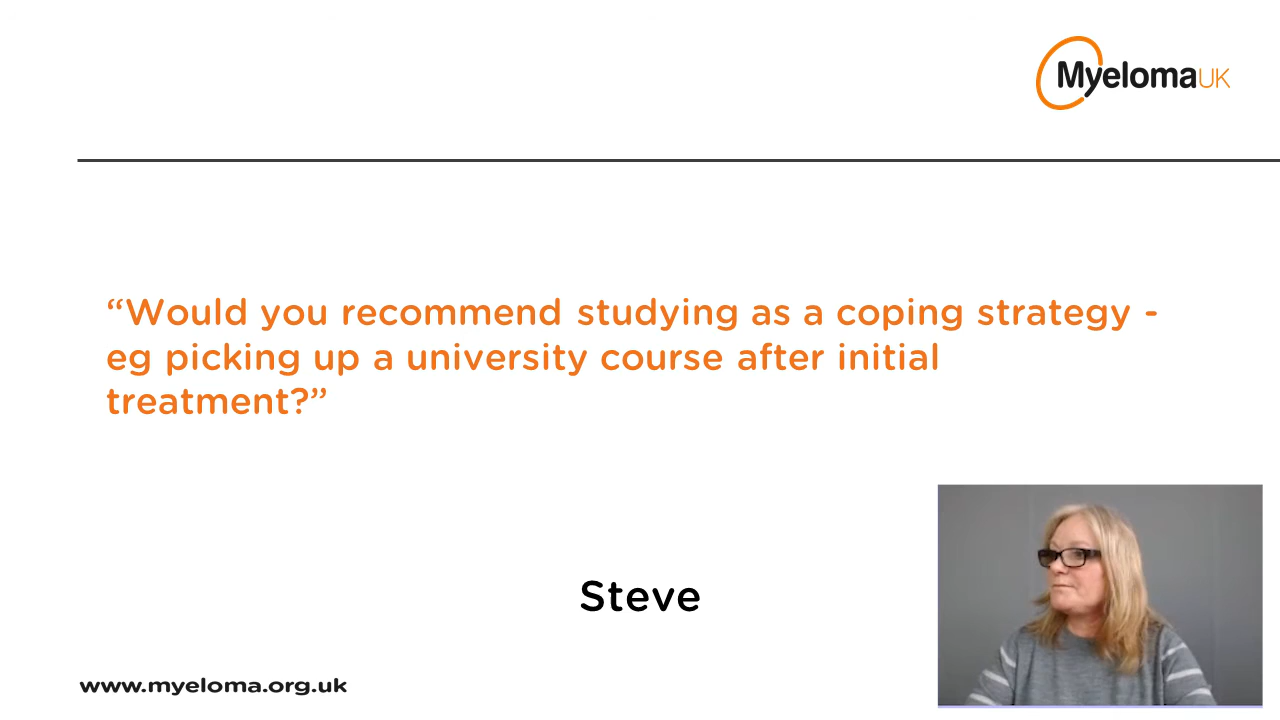 MyelomaUK
“Would you recommend studying as a coping strategy -
eg picking up a university course after initial
treatment?”
Steve
www.myeloma.org.uk